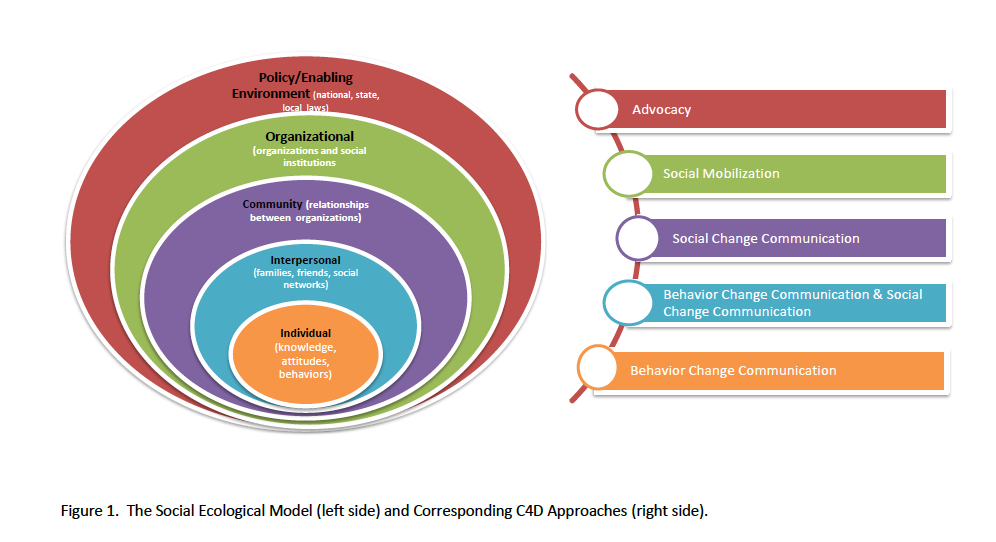 Policy/Enabling
Environment (national, state,
local laws)
Organizational
(organizations and social
institutions
Community (relationships
between organizations)
Interpersonal
(families, friends, social
networks)
Individual
(knowledge,
attitudes,
behaviors)
Advocacy
Social Mobilization
Social Change Communication
Behavior Change Communication & Social
Change Communication
Behavior Change Communication
Figure 1. The Social Ecological Model (left side) and Corresponding C4D Approaches (right side).